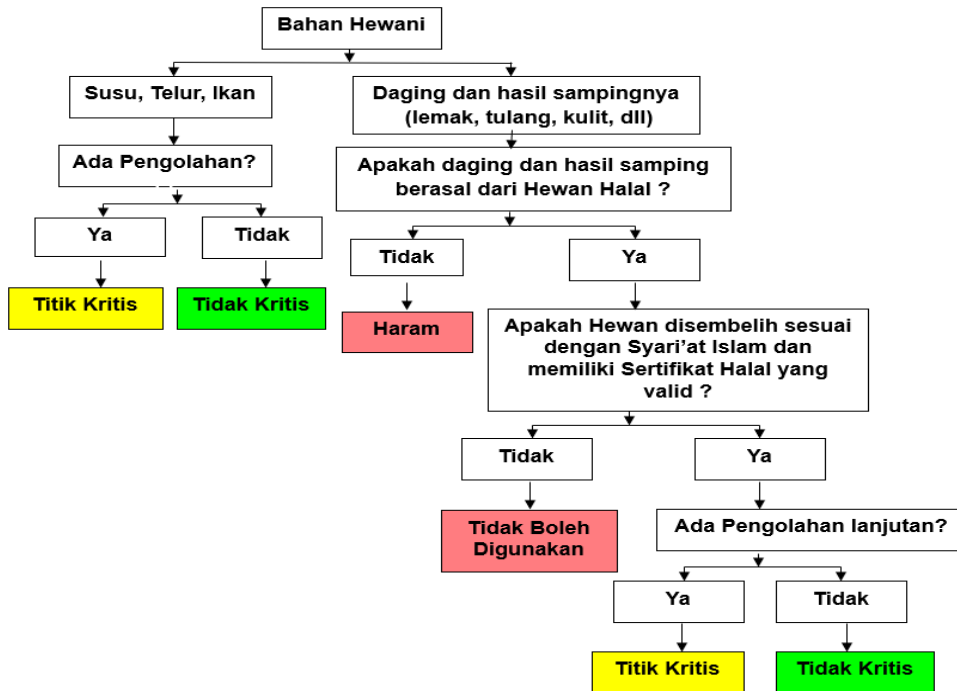 Bahan Hewani
Susu, Telur, Ikan
Daging dan hasil sampingnya
(lemak, tulang, kulit, dll)
Ada Pengolahan?
Apakah daging dan hasil samping
berasal dari Hewan Halal ?
Ya
Tidak
Tidak
Ya
Titik Kritis
Tidak Kritis
Haram
Apakah Hewan disembelih sesuai
dengan Syari’at Islam dan
memiliki Sertifikat Halal yang
valid ?
Tidak
Ya
Tidak Boleh
Digunakan
Ada Pengolahan lanjutan?
Ya
Tidak
Titik Kritis
Tidak Kritis